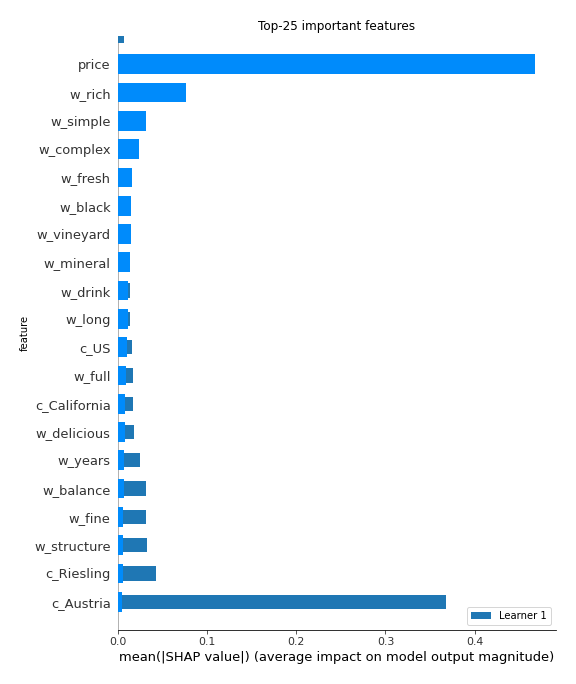 Top-25 important features
price
w_rich
w_simple
w_complex
w_fresh
w_black
w_vineyard
w_mineral
w_drink
w_long
c_US
w_full
c_California
w_delicious
w_years
w_balance
w_fine
w_structure
c_Riesling
c_Austria
feature
Learner 1
0.0 0.1 0.2 0.3 0.4
mean(|SHAP value|) (average impact on model output magnitude)